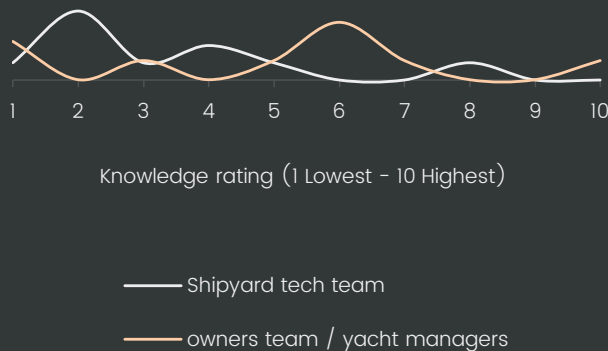 1 2 3 4 5 6 7 8 9 10
Knowledge rating (1 Lowest - 10 Highest)
Shipyard tech team
owners team / yacht managers